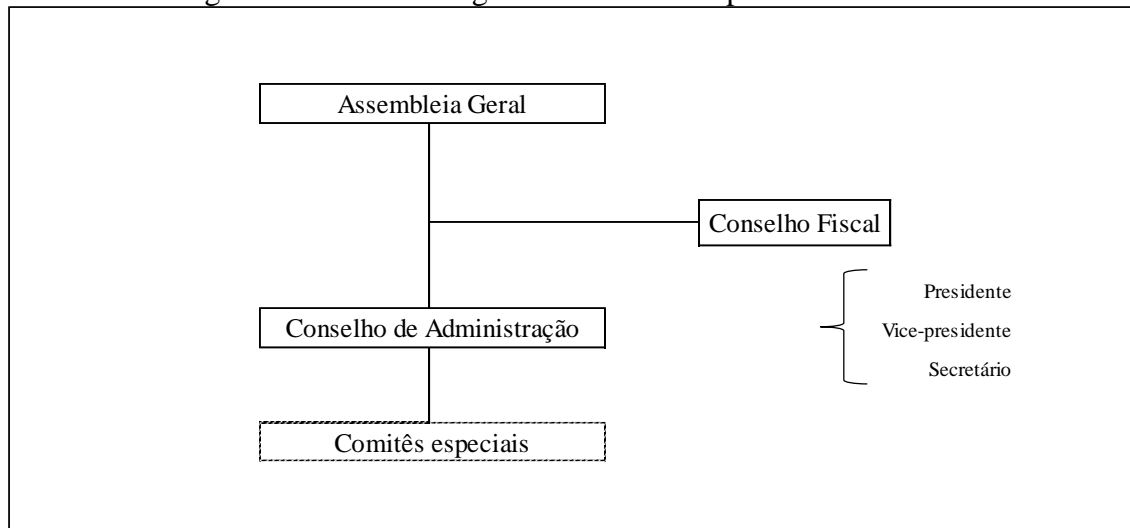 Assembleia Geral
Conselho Fiscal
Presidente
Conselho de Administração
Vice-presidente
Secretário
Comitês especiais